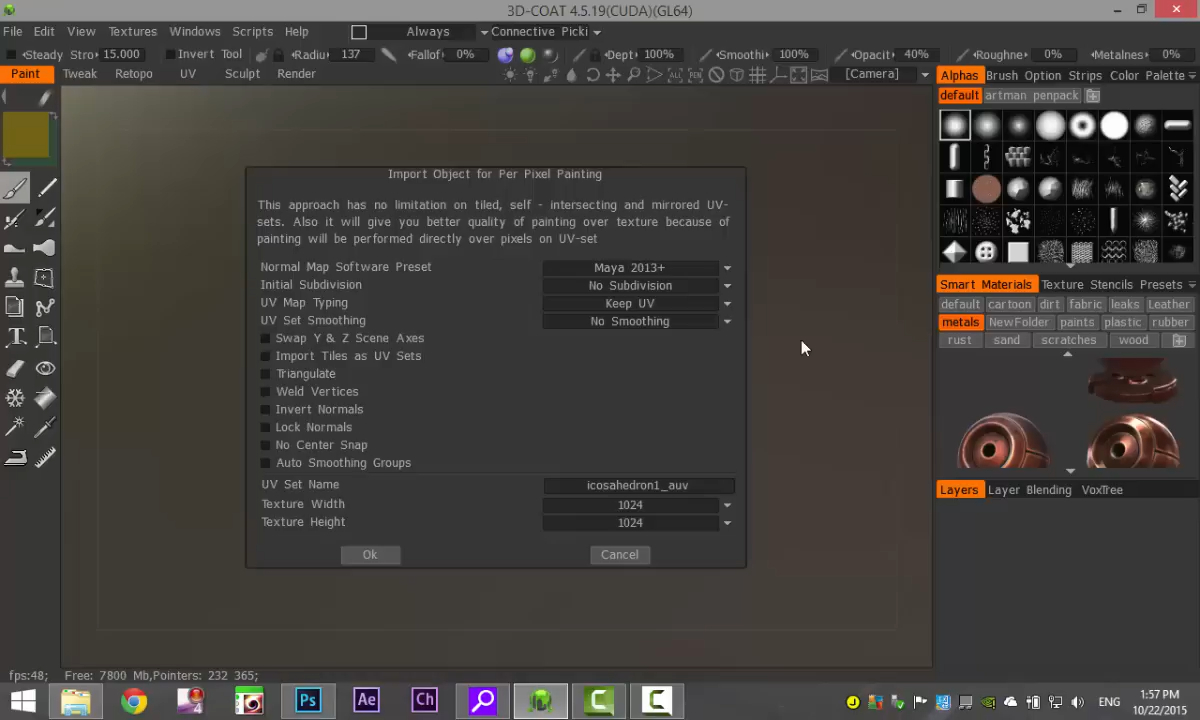 3D-COAT 4.5.19(CUDA)(GL64)
File Edit View Textures Windows Scripts Help Always Connective Picki
Steady Stro 15.000 Invert Tool Radiu 137 Fallof 0% Dept 100% Smooth 100% Opacit 40% Roughne 0% Metalnes 0%
Paint Tweak Retopo UV Sculpt Render [Camera] Alphas Brush Option Strips Color Palette
default artman penpack
Import Object for Per Pixel Painting
This approach has no limitation on tiled, self - intersecting and mirrored UV-
sets. Also it will give you better quality of painting over texture because of
painting will be performed directly over pixels on UV-set
Normal Map Software Preset Maya 2013+
Initial Subdivision No Subdivision
UV Map Typing Keep UV
UV Set Smoothing No Smoothing
Swap Y & Z Scene Axes
Import Tiles as UV Sets
Triangulate
Weld Vertices
Invert Normals
Lock Normals
No Center Snap
Auto Smoothing Groups
UV Set Name icosahedron1_auv
Texture Width 1024
Texture Height 1024
Ok Cancel
Smart Materials Texture Stencils Presets
default cartoon dirt fabric leaks Leather
metals NewFolder paints plastic rubber
rust sand scratches wood
Layers Layer Blending VoxTree
fps:48; Free: 7800 Mb,Pointers: 232 365;
4 Ps Ae Ch ENG
1:57 PM
10/22/2015